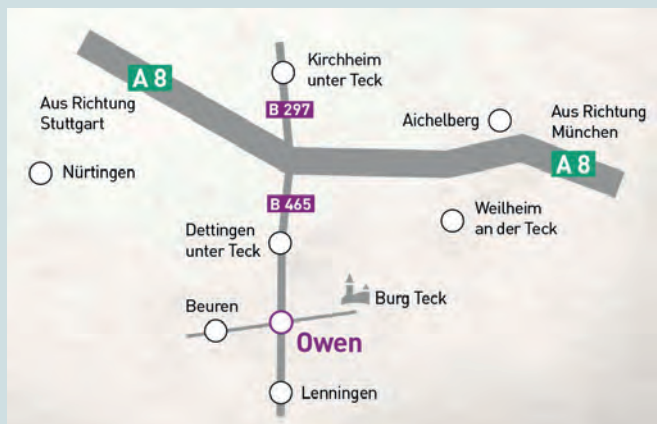 Kirchheim
unter Teck
A 8
B 297
Aus Richtung
Stuttgart
Aichelberg
Aus Richtung
München
A 8
Nürtingen
B 465
Weilheim
an der Teck
Dettingen
unter Teck
Burg Teck
Beuren
Owen
Lenningen